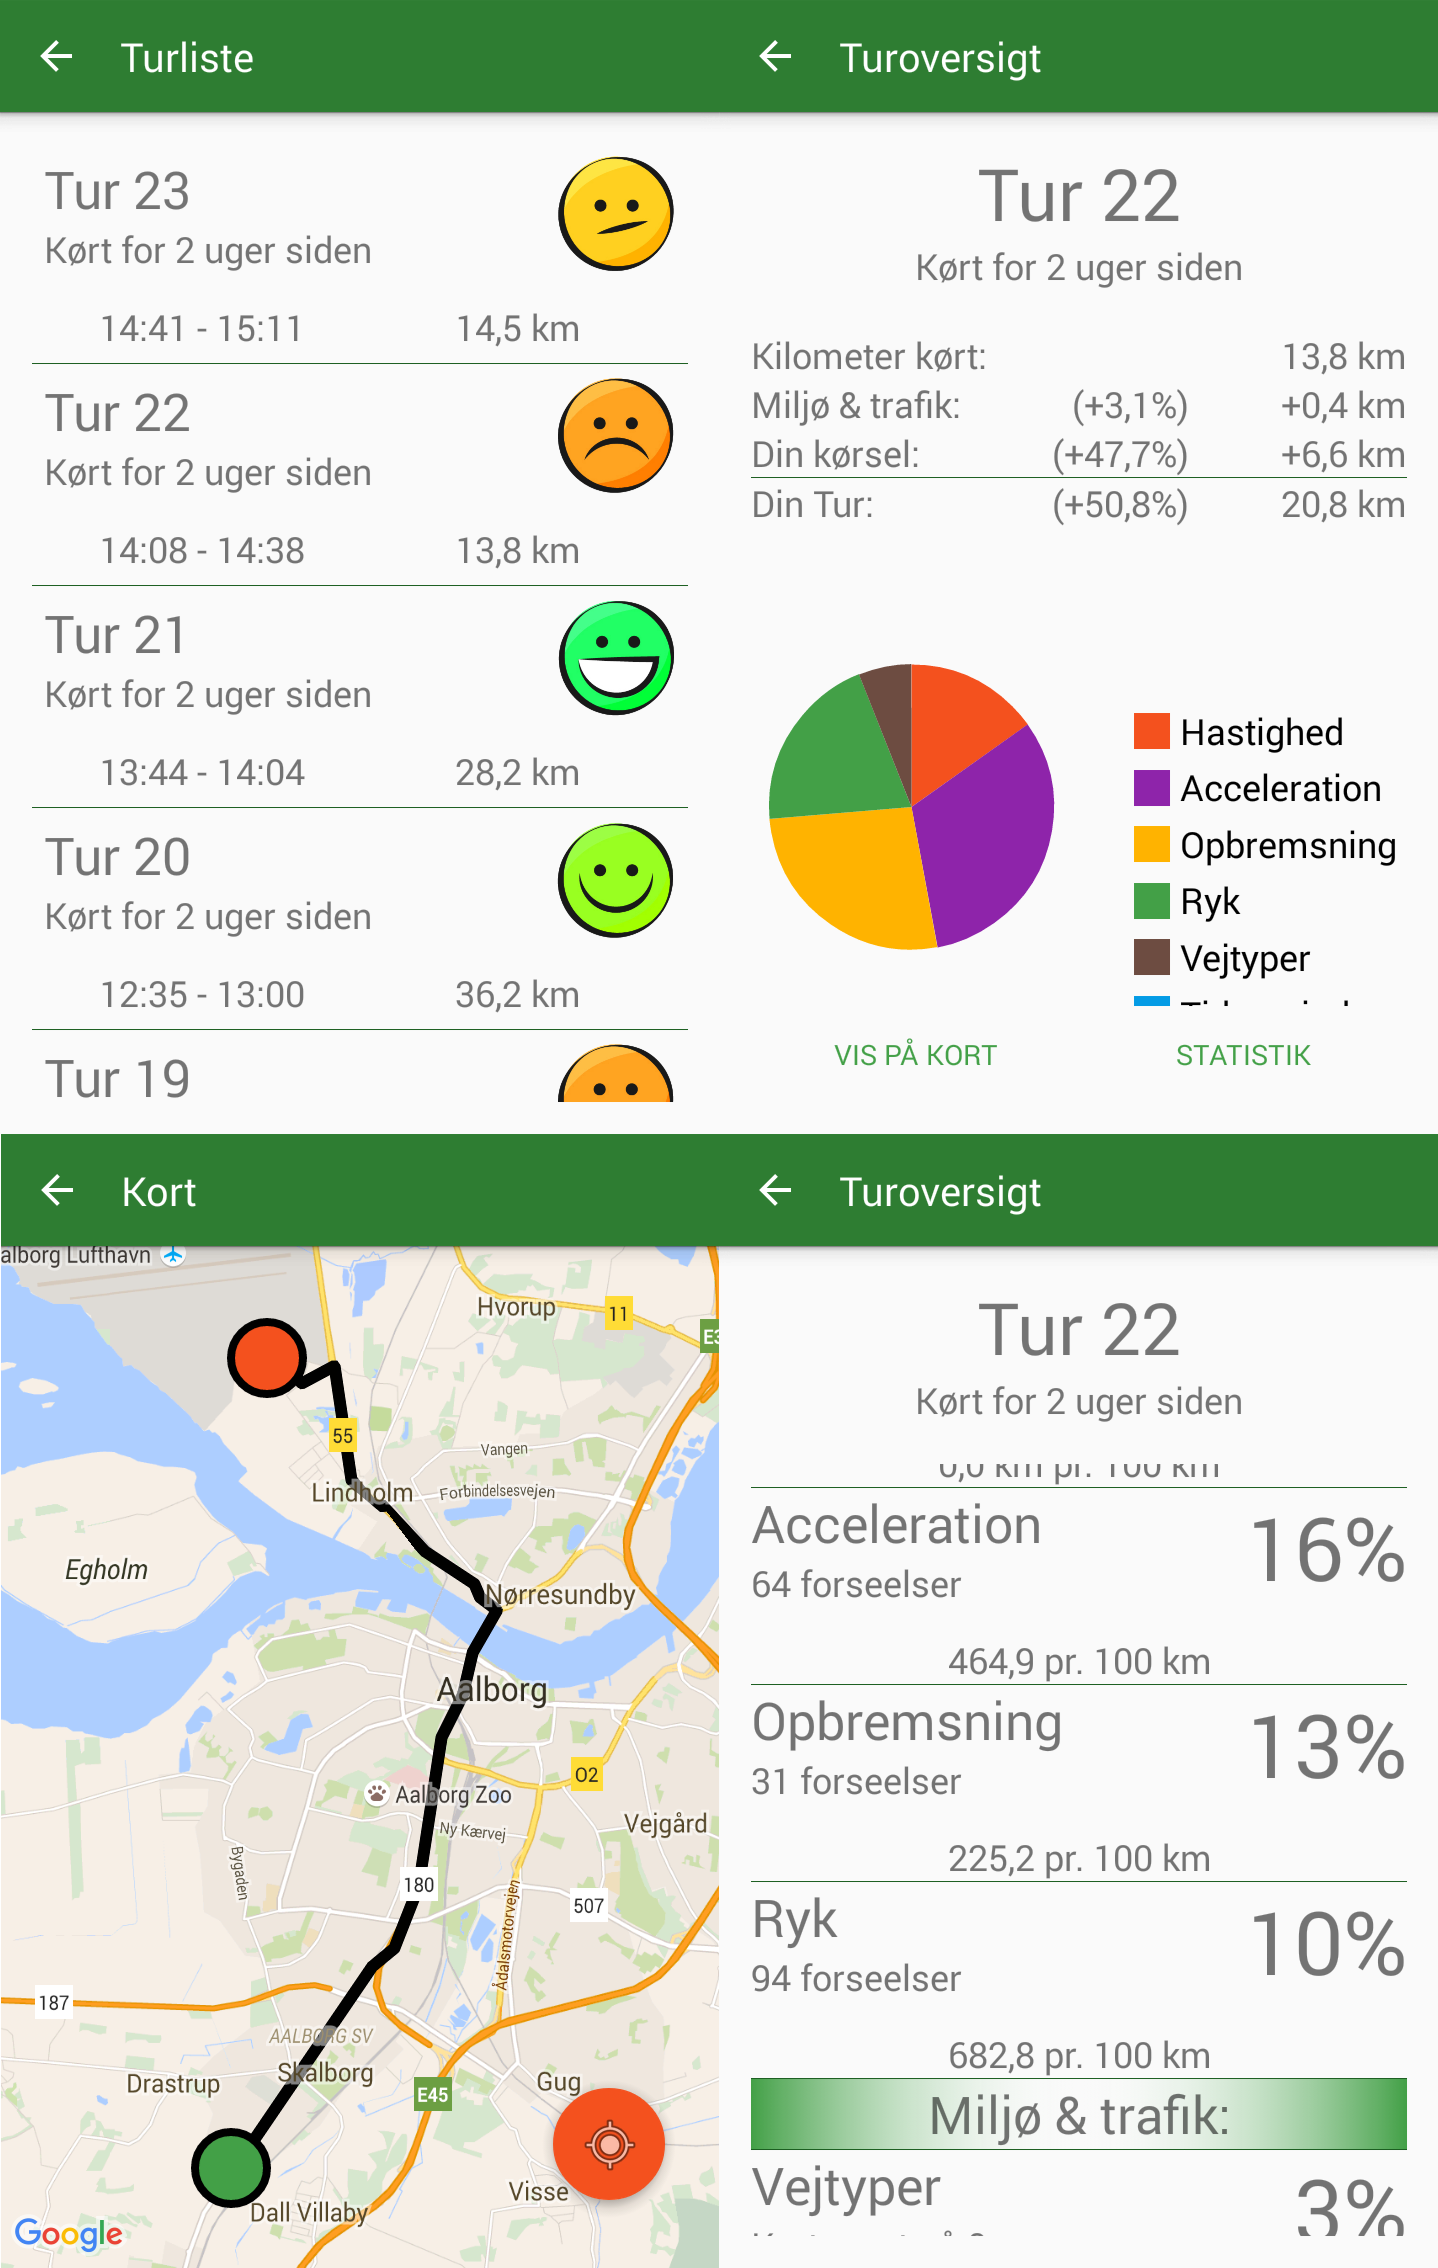 Turliste
Tur 23
Kørt for 2 uger siden
14:41 - 15:11 14,5 km
Tur 22
Kørt for 2 uger siden
14:08 - 14:38 13,8 km
Tur 21
Kørt for 2 uger siden
13:44 - 14:04 28,2 km
Tur 20
Kørt for 2 uger siden
12:35 - 13:00 36,2 km
Tur 19
Turoversigt
Tur 22
Kørt for 2 uger siden
Kilometer kørt: 13,8 km
Miljø & trafik: (+3,1%) +0,4 km
Din kørsel: (+47,7%) +6,6 km
Din Tur: (+50,8%) 20,8 km
Hastighed
Acceleration
Opbremsning
Ryk
Vejtyper
VIS PÅ KORT STATISTIK
Kort
alborg Lufthavn
Hvorup
11
E3
55
Vangen
Lindholm
Forbindelsesvejen
Egholm
Nørresundby
Aalborg
O2
Aalborg Zoo
Vejgård
Ny Kærvej
Bygaden
180
507
Ådalsmotorvejen
187
AALBORG SV
Skalborg
Drastrup
E45
Gug
Visse
Dall Villaby
Google
Turoversigt
Tur 22
Kørt for 2 uger siden
0,0 km pr. 100 km
Acceleration 16%
64 forseelser
464,9 pr. 100 km
Opbremsning 13%
31 forseelser
225,2 pr. 100 km
Ryk 10%
94 forseelser
682,8 pr. 100 km
Miljø & trafik:
Vejtyper 3%